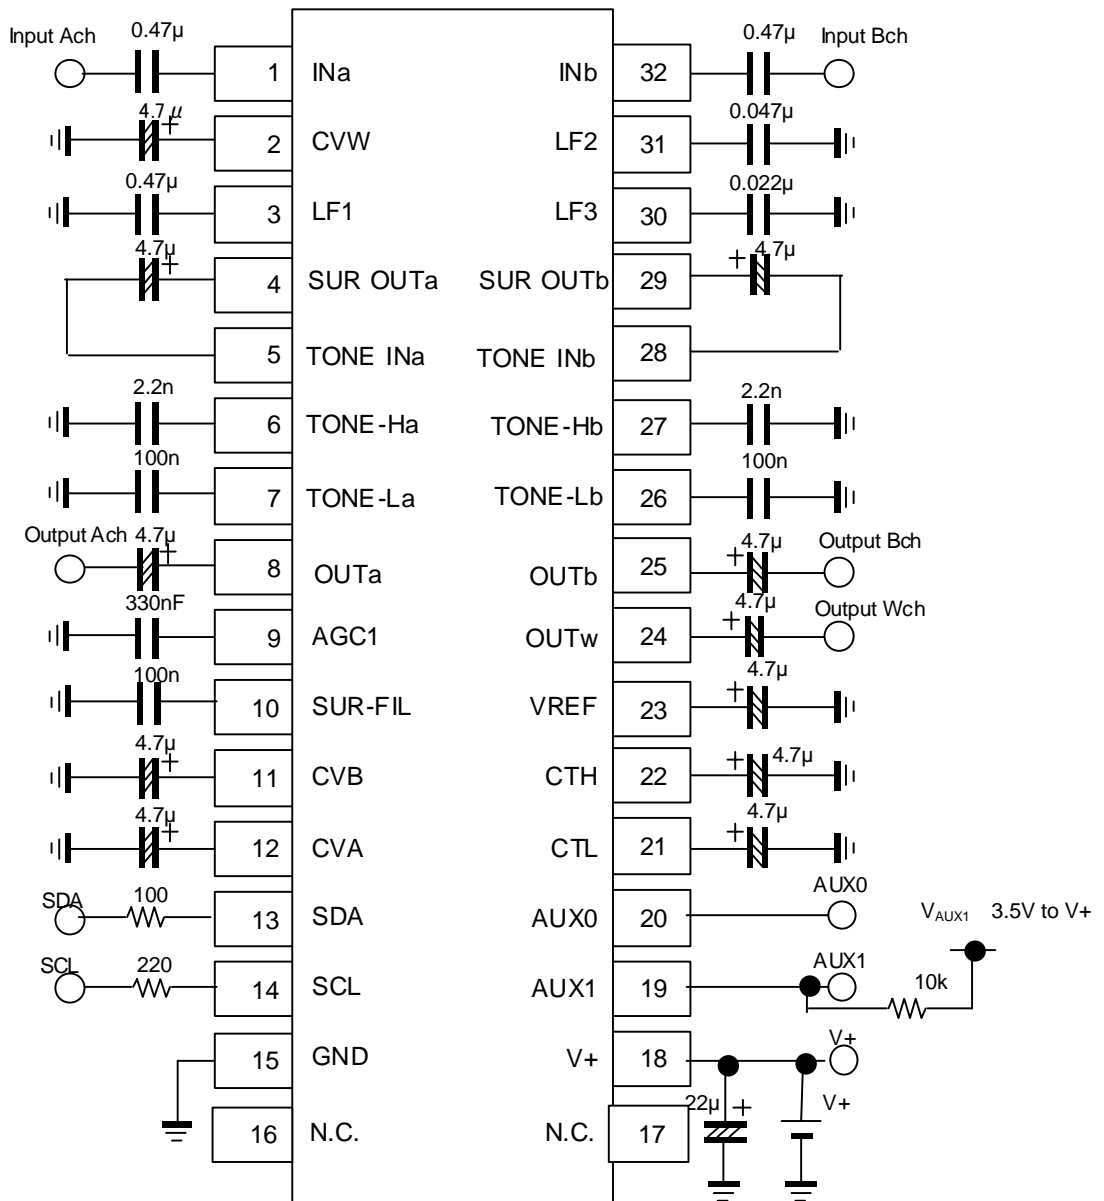 Input Ach
0.47µ
1 INa
INb 32
0.47µ
Input Bch
4.7 µ
+
2 CVW
LF2 31
0.047µ
0.47µ
3 LF1
LF3 30
0.022µ
4.7µ
+
4 SUR OUTa
SUR OUTb 29
+
4.7µ
5 TONE INa
TONE INb 28
2.2n
6 TONE-Ha
TONE-Hb 27
2.2n
100n
7 TONE-La
TONE-Lb 26
100n
Output Ach
4.7µ
+
8 OUTa
OUTb 25
+
4.7µ
Output Bch
330nF
9 AGC1
OUTw 24
+
4.7µ
Output Wch
100n
10 SUR-FIL
VREF 23
+
4.7µ
4.7µ
+
11 CVB
CTH 22
+
4.7µ
4.7µ
+
12 CVA
CTL 21
+
4.7µ
SDA
100
13 SDA
AUX0 20
AUX0
VAUX1 3.5V to V+
SCL
220
14 SCL
AUX1 19
AUX1
10k
15 GND
V+ 18
V+
22µ +
V+
16 N.C.
N.C. 17